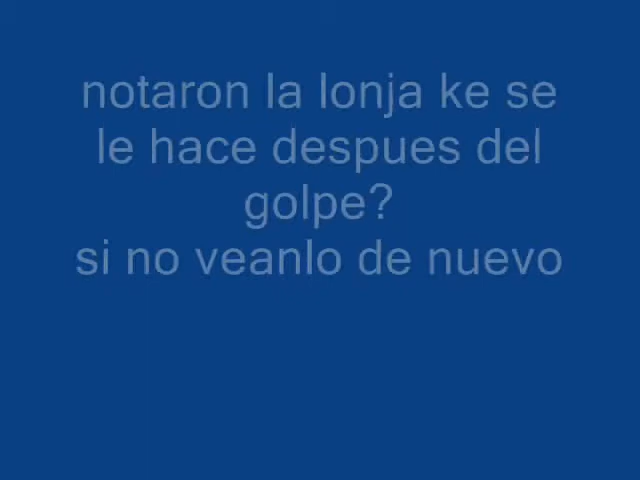 notaron la lonja ke se
le hace despues del
golpe?
si no veanlo de nuevo